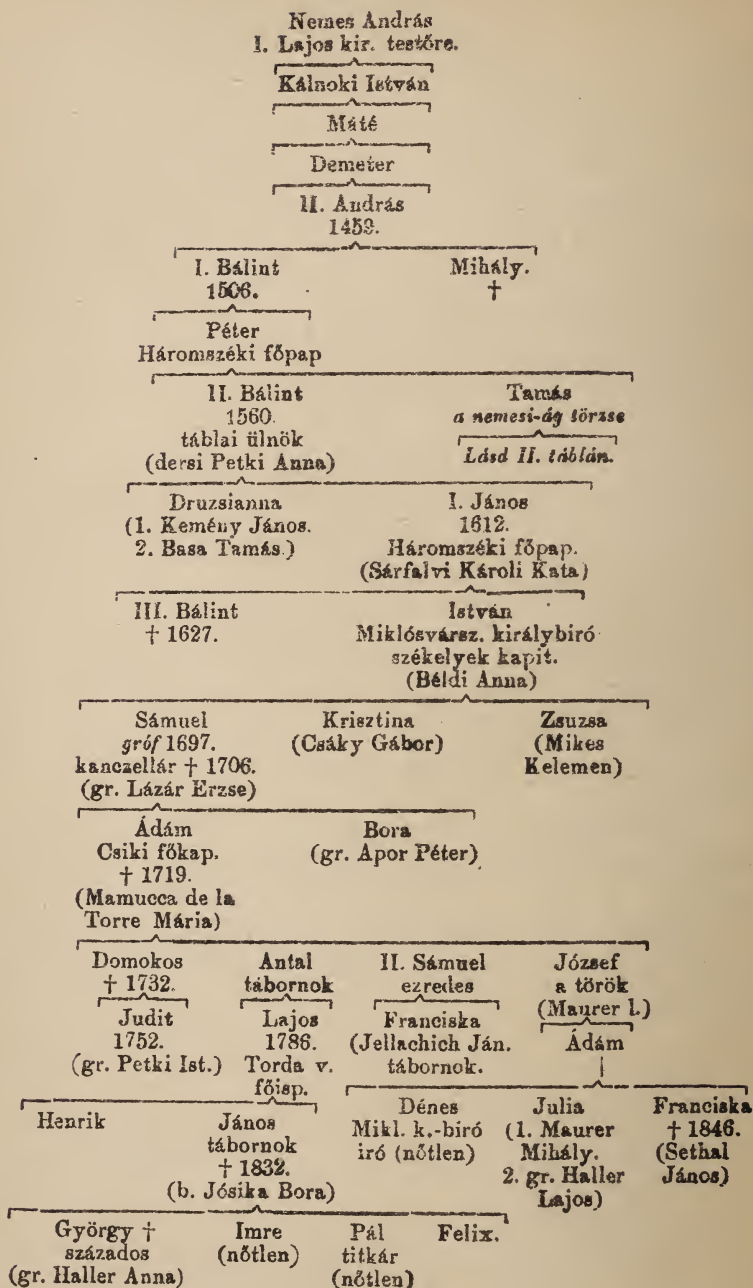 Nemes András
I. Lajos kir. testőre.
Kálnoki István
Máté
Demeter
II. András
1459.
I. Bálint Mihály.
1506. †
Péter
Háromszéki főpap
II. Bálint Tamás
1560. a nemesi-ág törzse
táblai ülnök Lásd II. táblán.
(dersi Petki Anna)
Druzsianna I. János
(1. Kemény János. 1612.
2. Basa Tamás.) Háromszéki főpap.
(Sárfalvi Károli Kata)
III. Bálint István
† 1627. Miklósvársz. királybiró
székelyek kapit.
(Béldi Anna)
Sámuel Krisztina Zsuzsa
gróf 1697. (Csáky Gábor) (Mikes
kanczellár † 1706. Kelemen)
(gr. Lázár Erzse)
Ádám Bora
Csiki főkap. (gr. Apor Péter)
† 1719.
(Mamucca de la
Torre Mária)
Domokos Antal II. Sámuel József
† 1732. tábornok ezredes a török
(Maurer l.)
Judit Lajos Franciska Ádám
1752. 1786. (Jellachich Ján.
(gr. Petki Ist.) Torda v. tábornok.
főisp.
Henrik János Dénes Julia Franciska
tábornok Mikl. k.-biró (1. Maurer † 1846.
† 1832. iró (nőtlen) Mihály. (Sethal
(b. Jósika Bora) 2. gr. Haller János)
Lajos)
György † Imre Pál Felix.
százados (nőtlen) titkár
(gr. Haller Anna) (nőtlen)